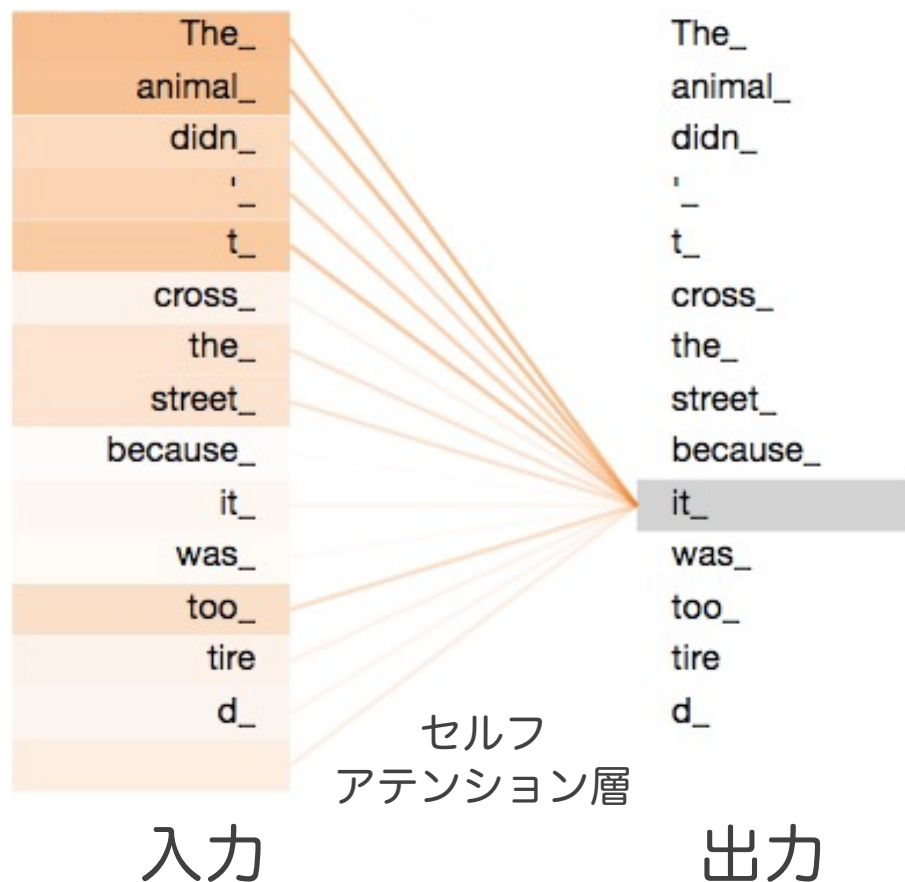 The_
animal_
didn_
'_
t_
cross_
the_
street_
because_
it_
was_
too_
tire
d_
The_
animal_
didn_
'_
t_
cross_
the_
street_
because_
it_
was_
too_
tire
d_
セルフ
アテンション層
入力
出力